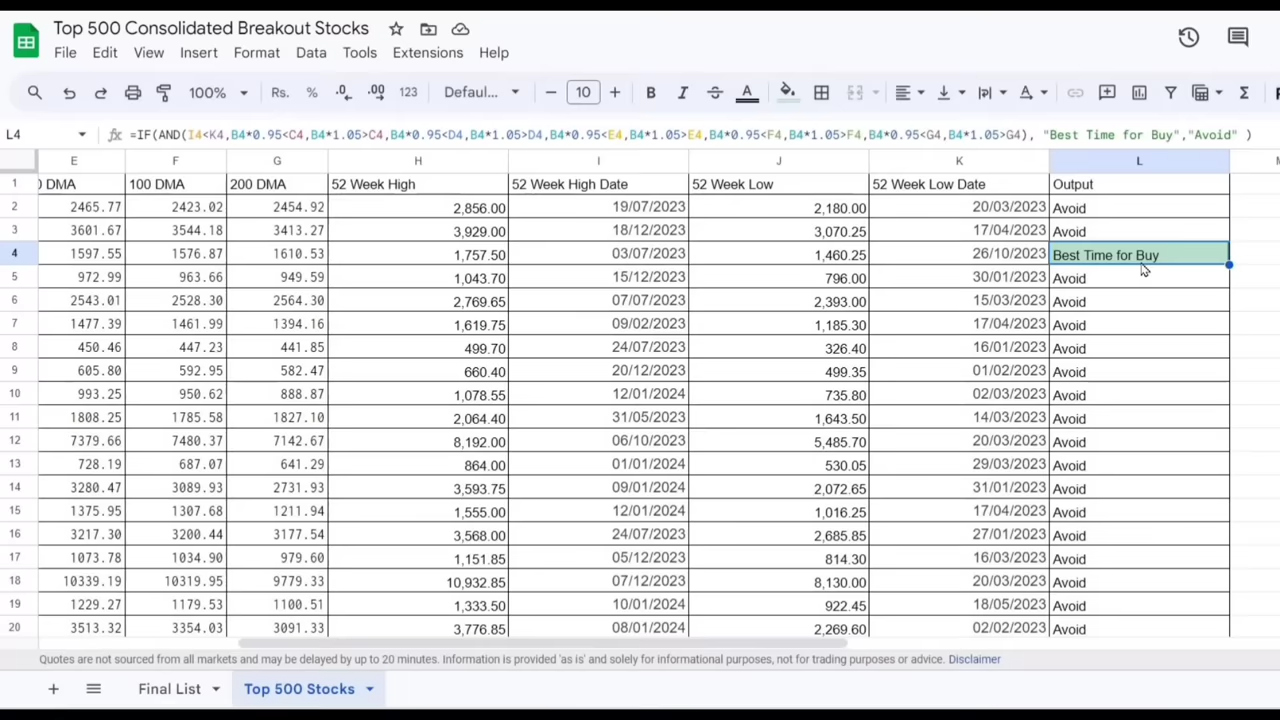 Top 500 Consolidated Breakout Stocks
File Edit View Insert Format Data Tools Extensions Help
100% Rs. % .0 .00 123 Defaul... 10 B I A Σ
L4 fx =IF(AND(I4<K4,B4*0.95<C4,B4*1.05>C4,B4*0.95<D4,B4*1.05>D4,B4*0.95<E4,B4*1.05>E4,B4*0.95<F4,B4*1.05>F4,B4*0.95<G4,B4*1.05>G4), "Best Time for Buy","Avoid" )
E F G H I J K L
1 DMA 100 DMA 200 DMA 52 Week High 52 Week High Date 52 Week Low 52 Week Low Date Output
2 2465.77 2423.02 2454.92 2,856.00 19/07/2023 2,180.00 20/03/2023 Avoid
3 3601.67 3544.18 3413.27 3,929.00 18/12/2023 3,070.25 17/04/2023 Avoid
4 1597.55 1576.87 1610.53 1,757.50 03/07/2023 1,460.25 26/10/2023 Best Time for Buy
5 972.99 963.66 949.59 1,043.70 15/12/2023 796.00 30/01/2023 Avoid
6 2543.01 2528.30 2564.30 2,769.65 07/07/2023 2,393.00 15/03/2023 Avoid
7 1477.39 1461.99 1394.16 1,619.75 09/02/2023 1,185.30 17/04/2023 Avoid
8 450.46 447.23 441.85 499.70 24/07/2023 326.40 16/01/2023 Avoid
9 605.80 592.95 582.47 660.40 20/12/2023 499.35 01/02/2023 Avoid
10 993.25 950.62 888.87 1,078.55 12/01/2024 735.80 02/03/2023 Avoid
11 1808.25 1785.58 1827.10 2,064.40 31/05/2023 1,643.50 14/03/2023 Avoid
12 7379.66 7480.37 7142.67 8,192.00 06/10/2023 5,485.70 20/03/2023 Avoid
13 728.19 687.07 641.29 864.00 01/01/2024 530.05 29/03/2023 Avoid
14 3280.47 3089.93 2731.93 3,593.75 09/01/2024 2,072.65 31/01/2023 Avoid
15 1375.95 1307.68 1211.94 1,555.00 12/01/2024 1,016.25 17/04/2023 Avoid
16 3217.30 3200.44 3177.54 3,568.00 24/07/2023 2,685.85 27/01/2023 Avoid
17 1073.78 1034.90 979.60 1,151.85 05/12/2023 814.30 16/03/2023 Avoid
18 10339.19 10319.95 9779.33 10,932.85 07/12/2023 8,130.00 20/03/2023 Avoid
19 1229.27 1179.53 1100.51 1,333.50 10/01/2024 922.45 18/05/2023 Avoid
20 3513.32 3354.03 3091.33 3,776.85 08/01/2024 2,269.60 02/02/2023 Avoid
Quotes are not sourced from all markets and may be delayed by up to 20 minutes. Information is provided 'as is' and solely for informational purposes, not for trading purposes or advice. Disclaimer
Final List Top 500 Stocks